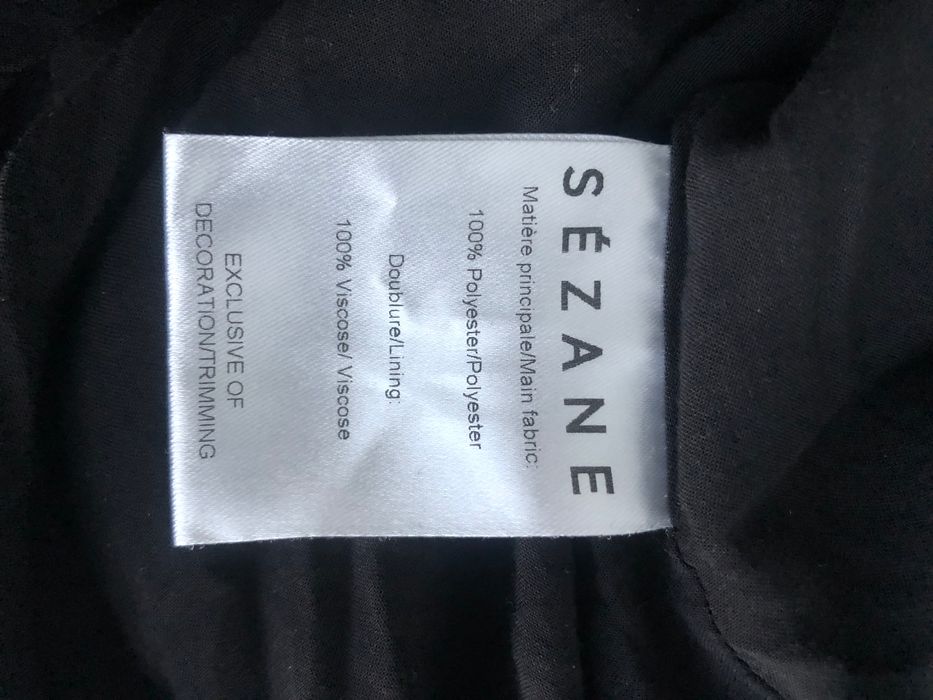 SÉZANE
Matière principale/Main fabric:
100% Polyester/Polyester
Doublure/Lining:
100% Viscose/ Viscose
EXCLUSIVE OF
DECORATION/TRIMMING